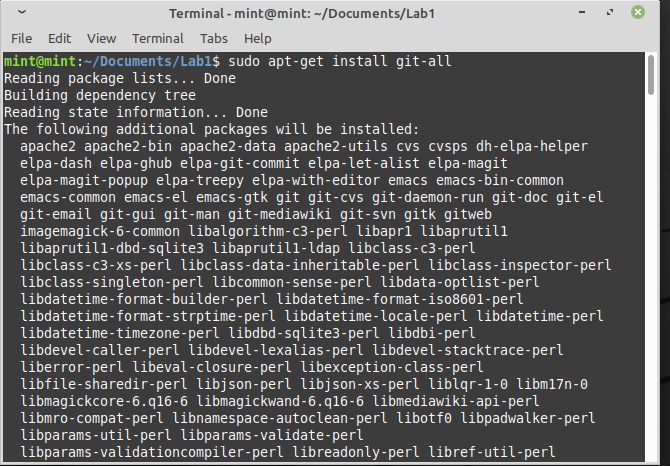 Terminal - mint@mint: ~/Documents/Lab1
File Edit View Terminal Tabs Help
mint@mint:~/Documents/Lab1$ sudo apt-get install git-all
Reading package lists... Done
Building dependency tree
Reading state information... Done
The following additional packages will be installed:
  apache2 apache2-bin apache2-data apache2-utils cvs cvsps dh-elpa-helper
  elpa-dash elpa-ghub elpa-git-commit elpa-let-alist elpa-magit
  elpa-magit-popup elpa-treepy elpa-with-editor emacs emacs-bin-common
  emacs-common emacs-el emacs-gtk git git-cvs git-daemon-run git-doc git-el
  git-email git-gui git-man git-mediawiki git-svn gitk gitweb
  imagemagick-6-common libalgorithm-c3-perl libapr1 libaprutil1
  libaprutil1-dbd-sqlite3 libaprutil1-ldap libclass-c3-perl
  libclass-c3-xs-perl libclass-data-inheritable-perl libclass-inspector-perl
  libclass-singleton-perl libcommon-sense-perl libdata-optlist-perl
  libdatetime-format-builder-perl libdatetime-format-iso8601-perl
  libdatetime-format-strptime-perl libdatetime-locale-perl libdatetime-perl
  libdatetime-timezone-perl libdbd-sqlite3-perl libdbi-perl
  libdevel-caller-perl libdevel-lexalias-perl libdevel-stacktrace-perl
  liberror-perl libeval-closure-perl libexception-class-perl
  libfile-sharedir-perl libjson-perl libjson-xs-perl liblqr-1-0 libm17n-0
  libmagickcore-6.q16-6 libmagickwand-6.q16-6 libmediawiki-api-perl
  libmro-compat-perl libnamespace-autoclean-perl libotf0 libpadwalker-perl
  libparams-util-perl libparams-validate-perl
  libparams-validationcompiler-perl libreadonly-perl libref-util-perl